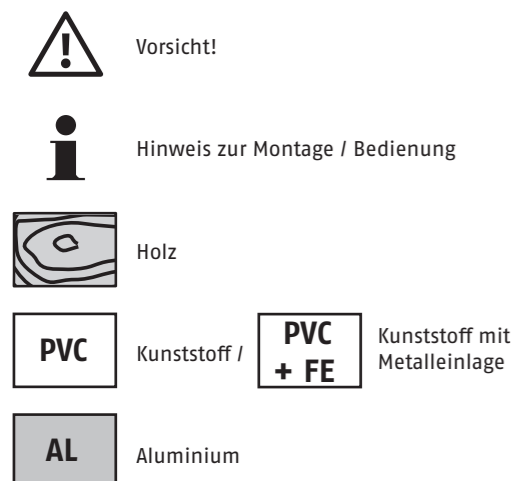 Vorsicht!
Hinweis zur Montage / Bedienung
Holz
PVC
Kunststoff /
PVC
+ FE
Kunststoff mit
Metalleinlage
AL
Aluminium